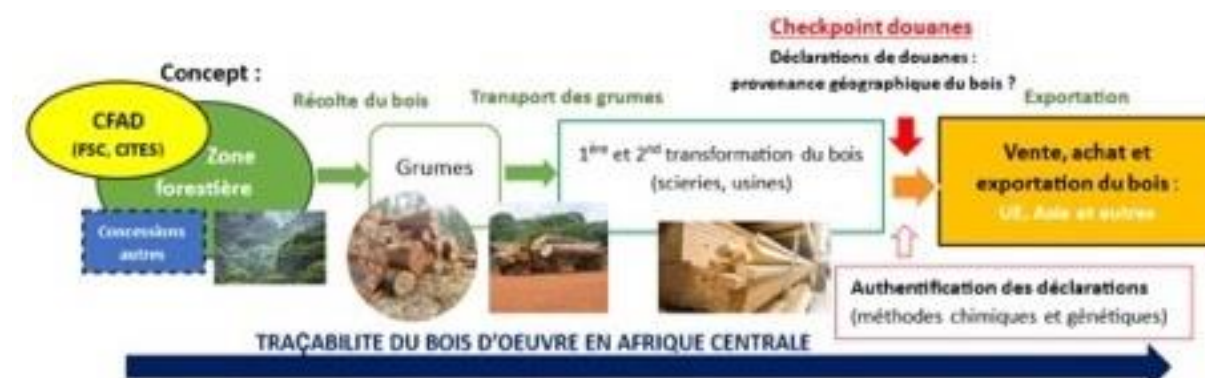 Checkpoint douanes
Déclarations de douanes :
provenance géographique du bois ?
Concept :
Récolte du bois
Transport des grumes
Exportation
CFAD
(FSC, CITES)
Zone
forestière
Concessions
autres
Grumes
1ère et 2nd transformation du bois
(scieries, usines)
Vente, achat et
exportation du bois :
UE, Asie et autres
Authentification des déclarations
(méthodes chimiques et génétiques)
TRAÇABILITE DU BOIS D'OEUVRE EN AFRIQUE CENTRALE